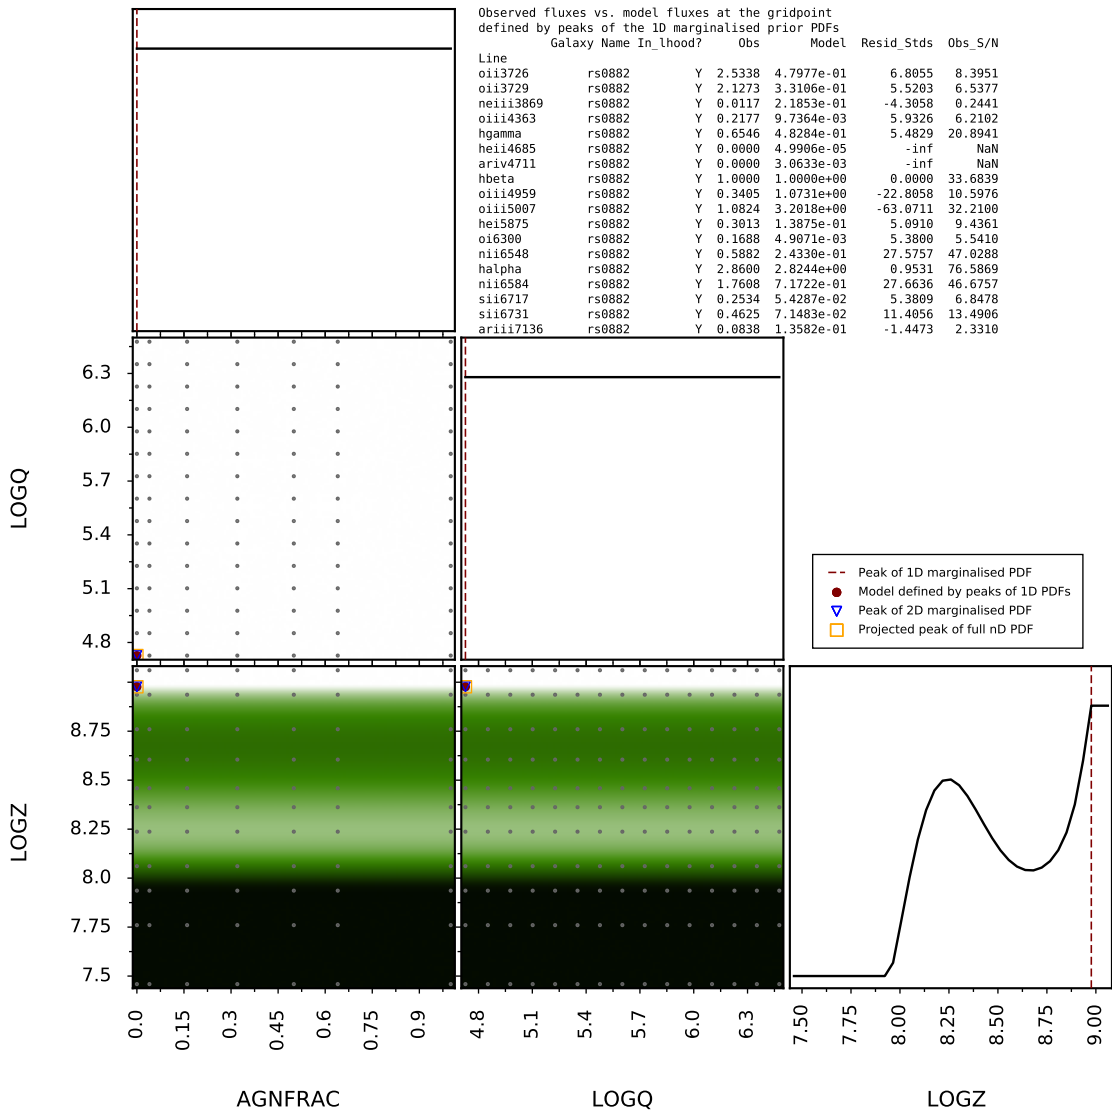 Observed fluxes vs. model fluxes at the gridpoint
defined by peaks of the 1D marginalised prior PDFs
Galaxy Name In_lhood? Obs Model Resid_Stds Obs_S/N
Line
oii3726 rs0882 Y 2.5338 4.7977e-01 6.8055 8.3951
oii3729 rs0882 Y 2.1273 3.3106e-01 5.5203 6.5377
neiii3869 rs0882 Y 0.0117 2.1853e-01 -4.3058 0.2441
oiii4363 rs0882 Y 0.2177 9.7364e-03 5.9326 6.2102
hgamma rs0882 Y 0.6546 4.8284e-01 5.4829 20.8941
heii4685 rs0882 Y 0.0000 4.9906e-05 -inf NaN
ariv4711 rs0882 Y 0.0000 3.0633e-03 -inf NaN
hbeta rs0882 Y 1.0000 1.0000e+00 0.0000 33.6839
oiii4959 rs0882 Y 0.3405 1.0731e+00 -22.8058 10.5976
oiii5007 rs0882 Y 1.0824 3.2018e+00 -63.0711 32.2100
hei5875 rs0882 Y 0.3013 1.3875e-01 5.0910 9.4361
oi6300 rs0882 Y 0.1688 4.9071e-03 5.3800 5.5410
nii6548 rs0882 Y 0.5882 2.4330e-01 27.5757 47.0288
halpha rs0882 Y 2.8600 2.8244e+00 0.9531 76.5869
nii6584 rs0882 Y 1.7608 7.1722e-01 27.6636 46.6757
sii6717 rs0882 Y 0.2534 5.4287e-02 5.3809 6.8478
sii6731 rs0882 Y 0.4625 7.1483e-02 11.4056 13.4906
ariii7136 rs0882 Y 0.0838 1.3582e-01 -1.4473 2.3310
LOGQ
6.3
6.0
5.7
5.4
5.1
4.8
Peak of 1D marginalised PDF
Model defined by peaks of 1D PDFs
Peak of 2D marginalised PDF
Projected peak of full nD PDF
LOGZ
8.75
8.5
8.25
8.0
7.75
7.5
0.0 0.15 0.3 0.45 0.6 0.75 0.9
4.8 5.1 5.4 5.7 6.0 6.3
7.50 7.75 8.00 8.25 8.50 8.75 9.00
AGNFRAC LOGQ LOGZ